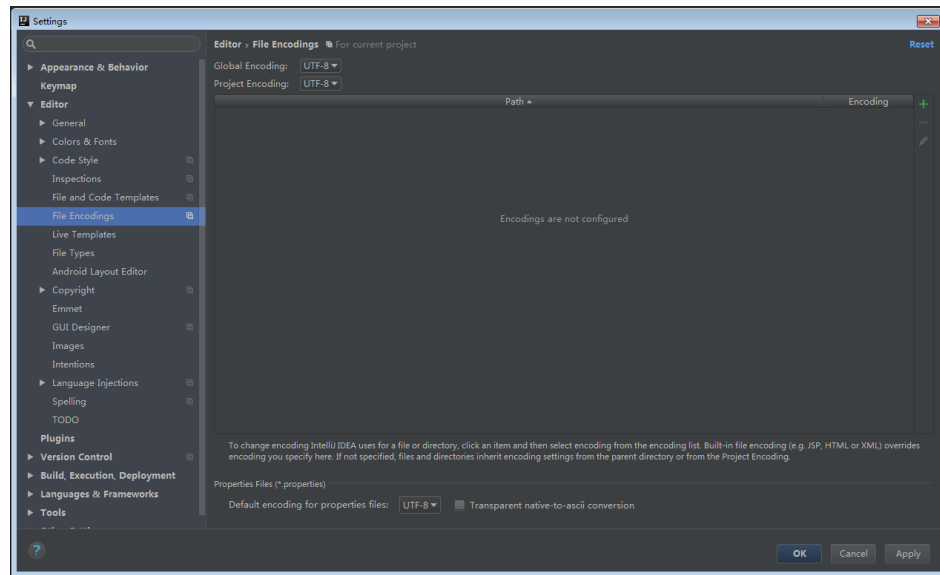 Settings
Editor › File Encodings For current project Reset
Global Encoding: UTF-8
Project Encoding: UTF-8
Path Encoding
Encodings are not configured
Appearance & Behavior
Keymap
Editor
General
Colors & Fonts
Code Style
Inspections
File and Code Templates
File Encodings
Live Templates
File Types
Android Layout Editor
Copyright
Emmet
GUI Designer
Images
Intentions
Language Injections
Spelling
TODO
Plugins
Version Control
Build, Execution, Deployment
Languages & Frameworks
Tools
To change encoding IntelliJ IDEA uses for a file or directory, click an item and then select encoding from the encoding list. Built-in file encoding (e.g. JSP, HTML or XML) overrides
encoding you specify here. If not specified, files and directories inherit encoding settings from the parent directory or from the Project Encoding.
Properties Files (*.properties)
Default encoding for properties files: UTF-8 Transparent native-to-ascii conversion
? OK Cancel Apply